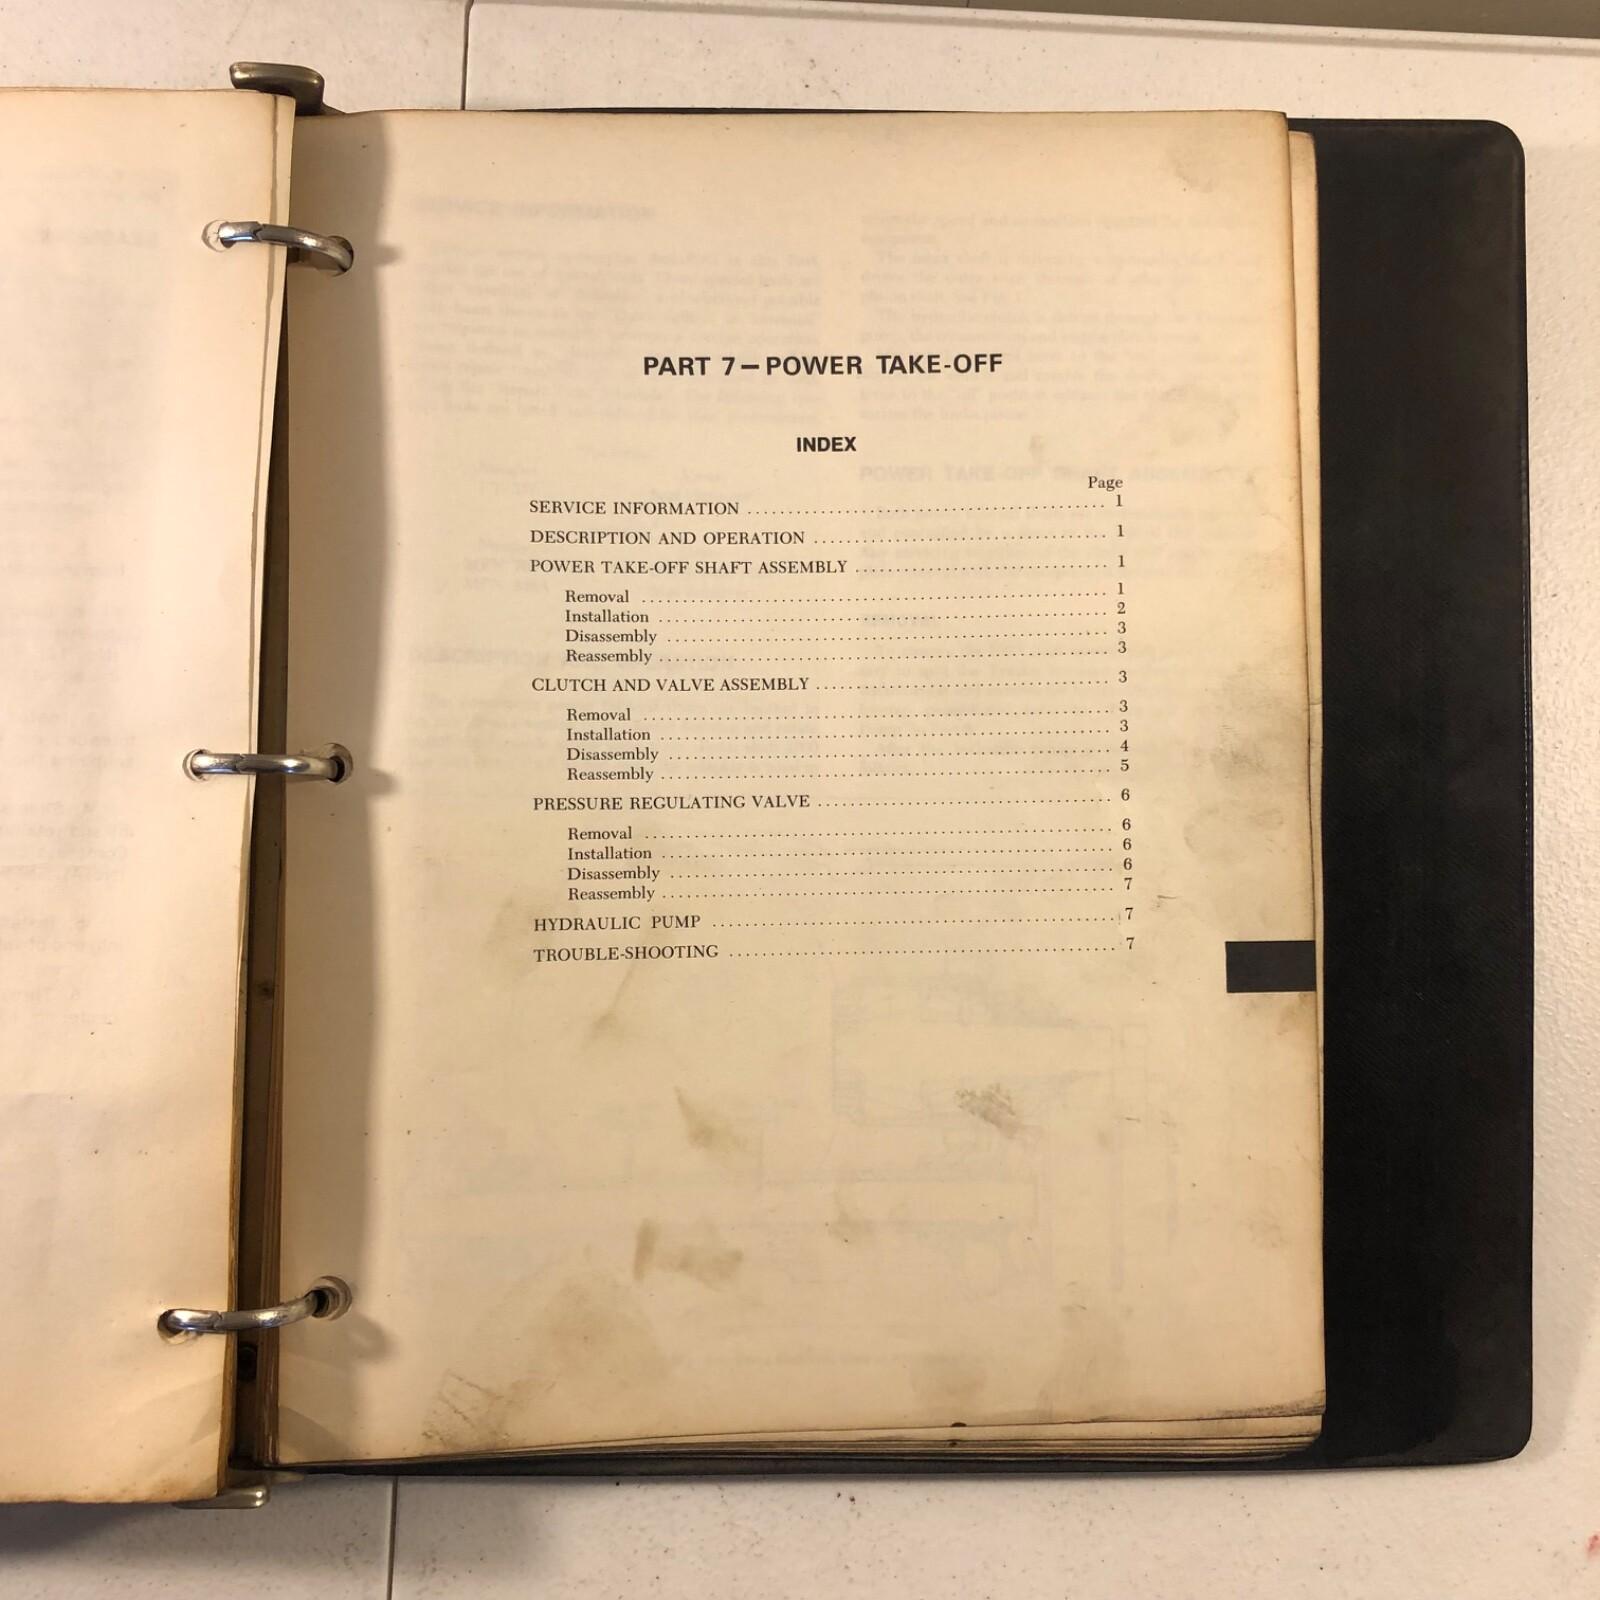 PART 7—POWER TAKE-OFF
INDEX
Page
SERVICE INFORMATION ........................................ 1
DESCRIPTION AND OPERATION ................................ 1
POWER TAKE-OFF SHAFT ASSEMBLY ............................ 1
Removal .................................................... 1
Installation ................................................. 2
Disassembly ................................................ 3
Reassembly ................................................. 3
CLUTCH AND VALVE ASSEMBLY ................................ 3
Removal .................................................... 3
Installation ................................................. 3
Disassembly ................................................ 4
Reassembly ................................................. 5
PRESSURE REGULATING VALVE ................................ 6
Removal .................................................... 6
Installation ................................................. 6
Disassembly ................................................ 6
Reassembly ................................................. 7
HYDRAULIC PUMP ............................................ 7
TROUBLE-SHOOTING .......................................... 7